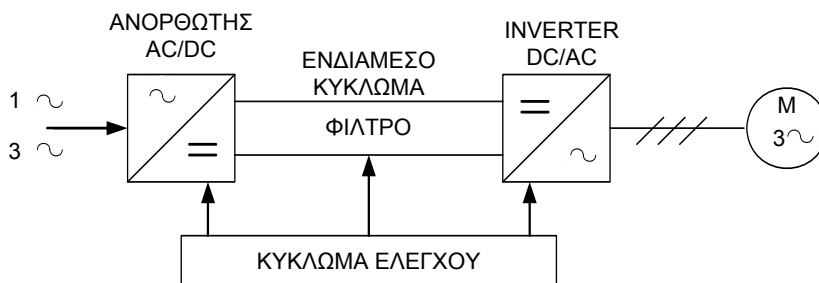 ΑΝΟΡΘΩΤΗΣ
AC/DC
ΕΝΔΙΑΜΕΣΟ
ΚΥΚΛΩΜΑ
INVERTER
DC/AC
1 ~
3 ~
ΦΙΛΤΡΟ
M
3 ~
ΚΥΚΛΩΜΑ ΕΛΕΓΧΟΥ